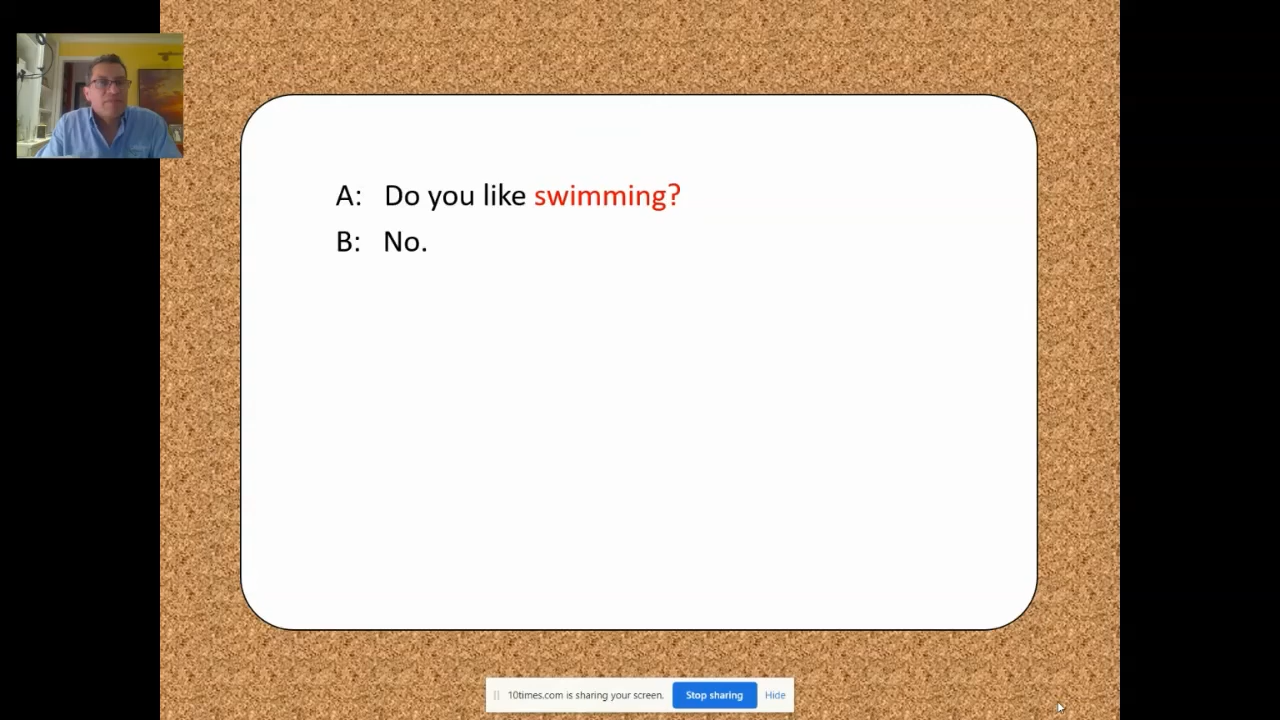 A: Do you like swimming?
B: No.
10times.com is sharing your screen. Stop sharing Hide